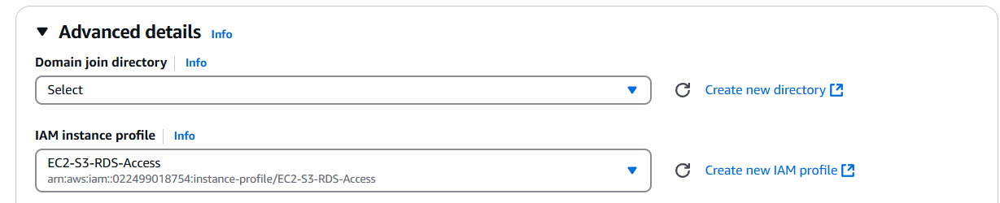 Advanced details Info
Domain join directory Info
Select
Create new directory
IAM instance profile Info
EC2-S3-RDS-Access
arn:aws:iam::022499018754:instance-profile/EC2-S3-RDS-Access
Create new IAM profile